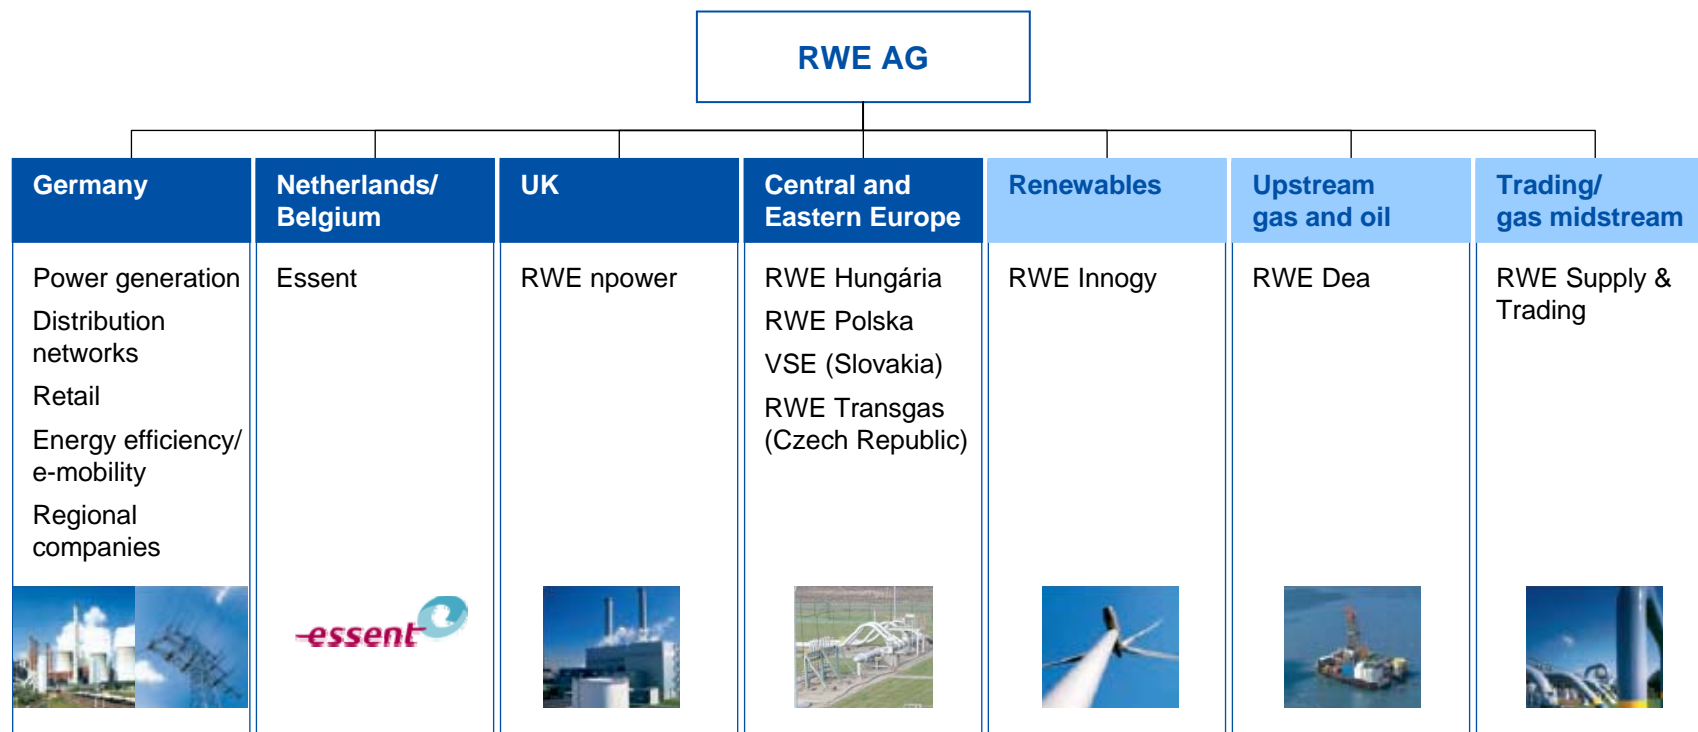 RWE AG
Germany
Netherlands/
Belgium
UK
Central and
Eastern Europe
Renewables
Upstream
gas and oil
Trading/
gas midstream
Power generation
Distribution
networks
Retail
Energy efficiency/
e-mobility
Regional
companies
Essent
essent
RWE npower
RWE Hungária
RWE Polska
VSE (Slovakia)
RWE Transgas
(Czech Republic)
RWE Innogy
RWE Dea
RWE Supply &
Trading